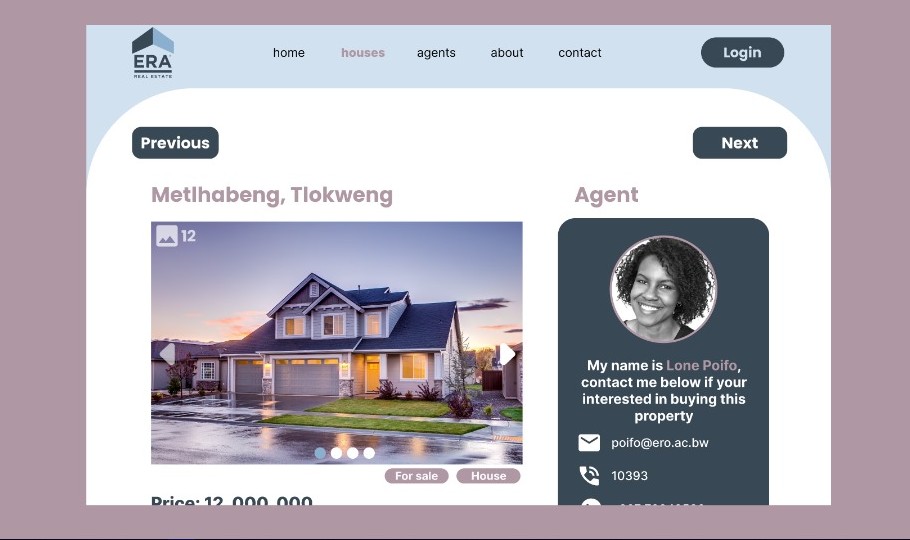 ERA
REAL ESTATE
home houses agents about contact Login
Previous Next
Metlhabeng, Tlokweng
Agent
12
My name is Lone Poifo,
contact me below if your
interested in buying this
property
poifo@ero.ac.bw
10393
For sale House
Price: 12, 000, 000